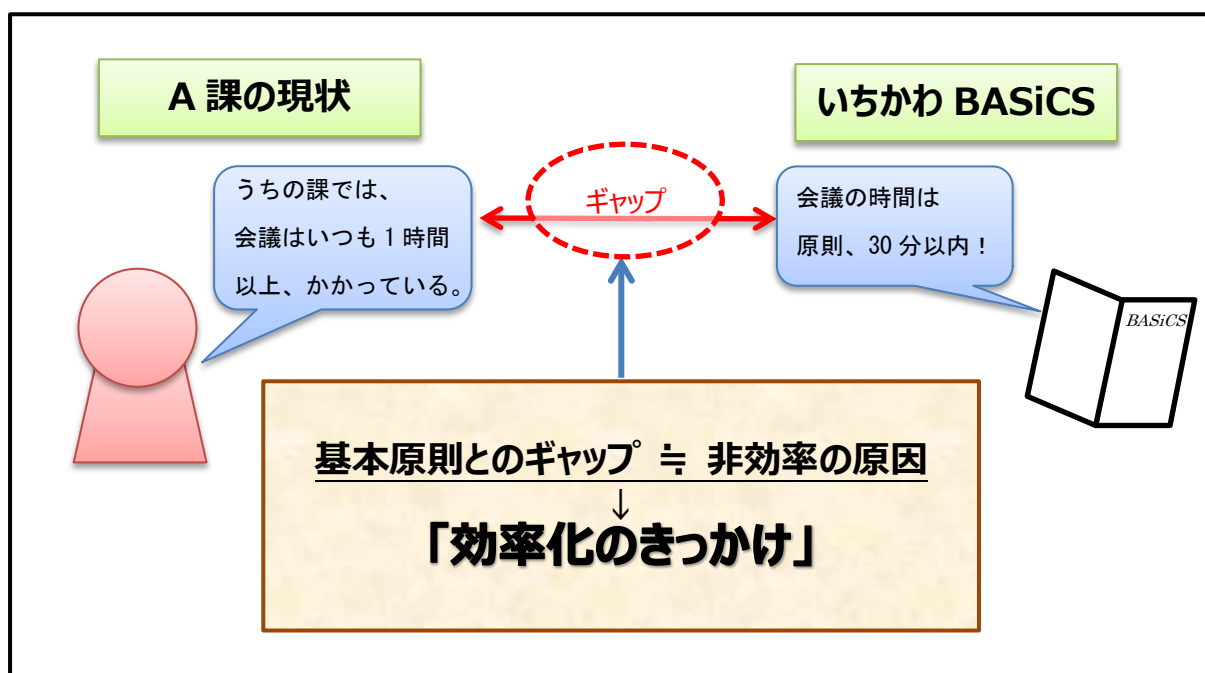 A 課の現状
いちかわ BASiCS
うちの課では、
会議はいつも 1 時間
以上、かかっている。
ギャップ
会議の時間は
原則、30 分以内！
BASiCS
基本原則とのギャップ ≒ 非効率の原因
↓
「効率化のきっかけ」